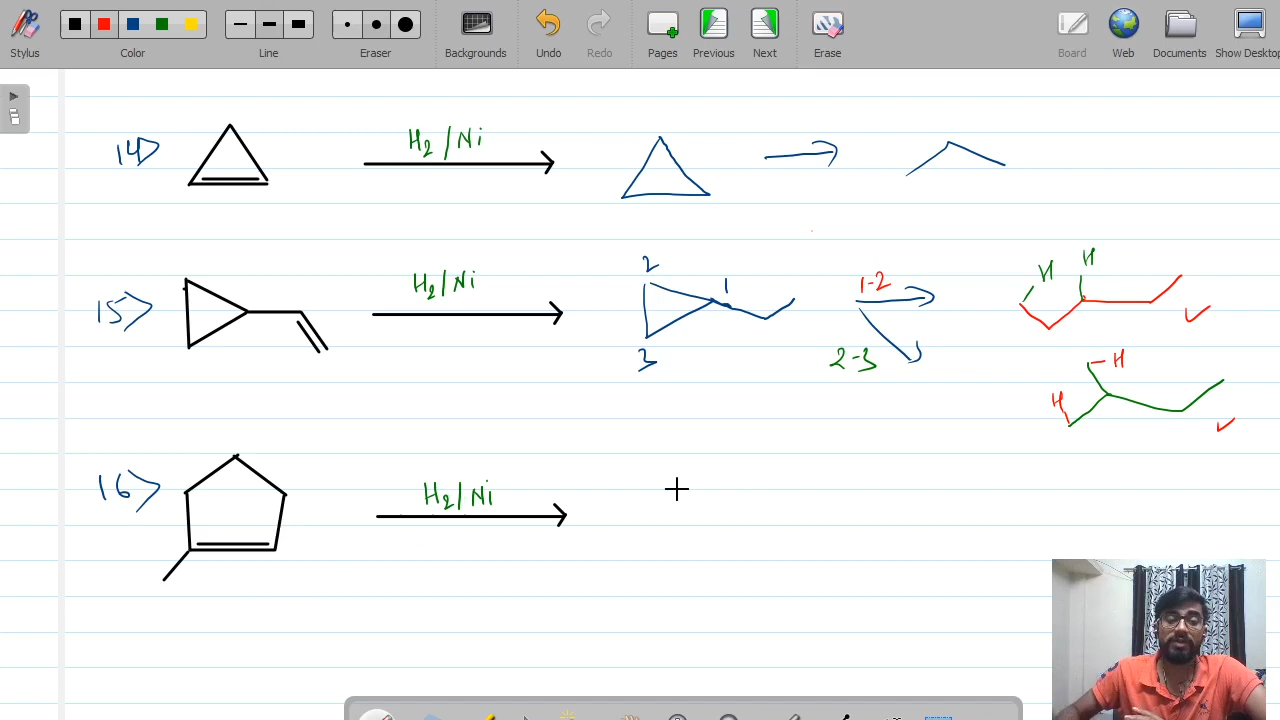 Stylus Color Line Eraser Backgrounds Undo Redo Pages Previous Next Erase Board Web Documents Show Desktop
14> H2/Ni
15> H2/Ni 2 3 1 1-2 2-3 H H H H
16> H2/Ni